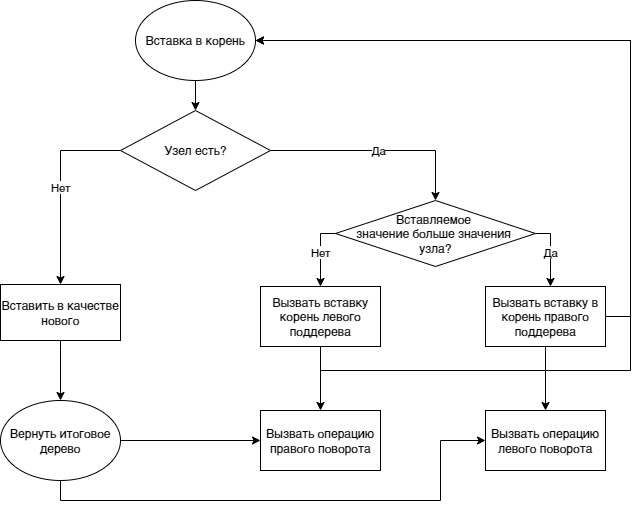 Вставка в корень
Узел есть?
Да
Нет
Вставляемое
значение больше значения
узла?
Нет
Да
Вставить в качестве
нового
Вызвать вставку
корень левого
поддерева
Вызвать вставку в
корень правого
поддерева
Вернуть итоговое
дерево
Вызвать операцию
правого поворота
Вызвать операцию
левого поворота